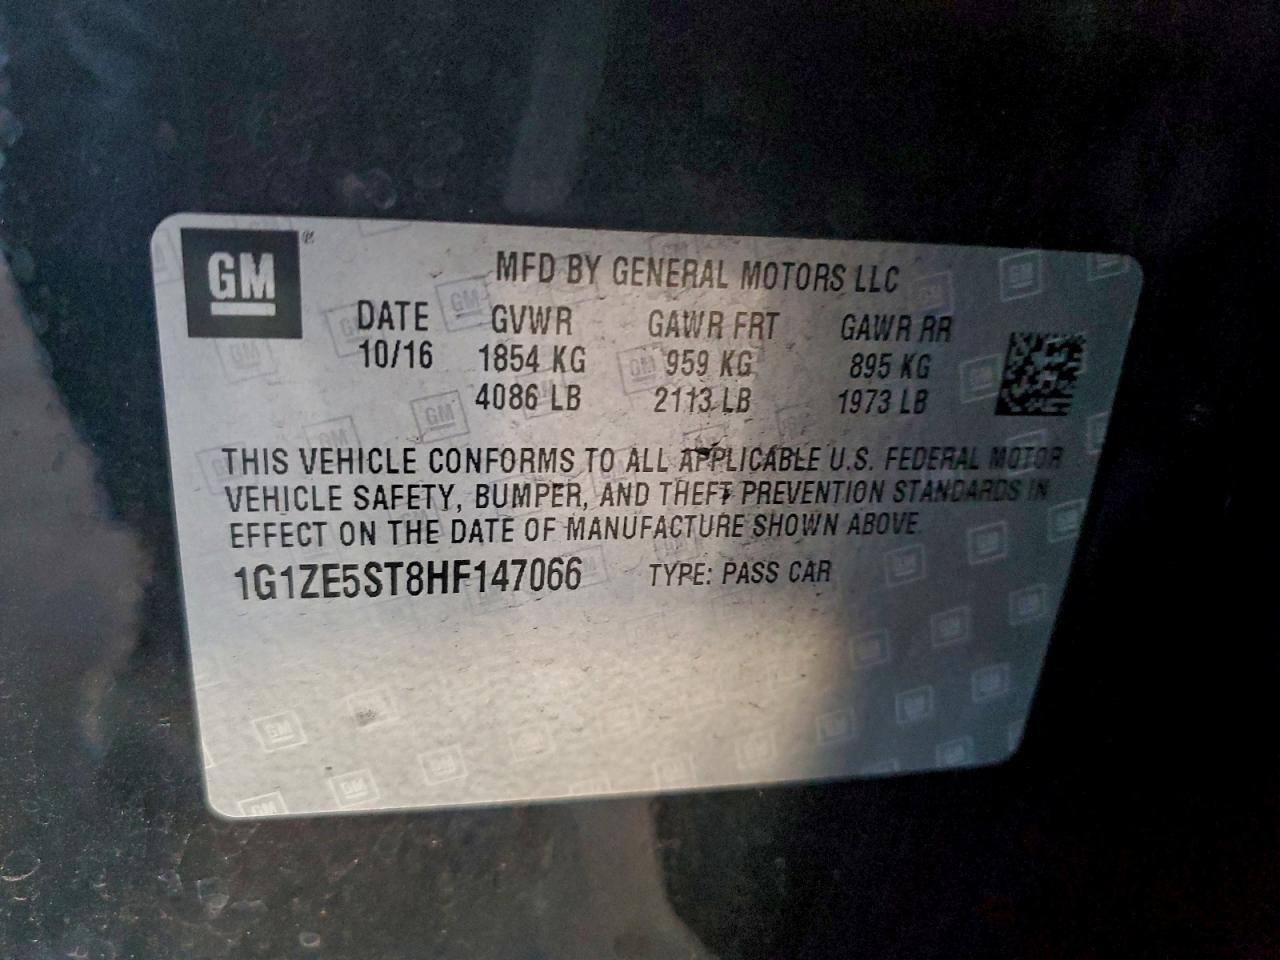 GM®
MFD BY GENERAL MOTORS LLC
DATE GVWR GAWR FRT GAWR RR
10/16 1854 KG 959 KG 895 KG
4086 LB 2113 LB 1973 LB
THIS VEHICLE CONFORMS TO ALL APPLICABLE U.S. FEDERAL MOTOR
VEHICLE SAFETY, BUMPER, AND THEFT PREVENTION STANDARDS IN
EFFECT ON THE DATE OF MANUFACTURE SHOWN ABOVE.
1G1ZE5ST8HF147066 TYPE: PASS CAR